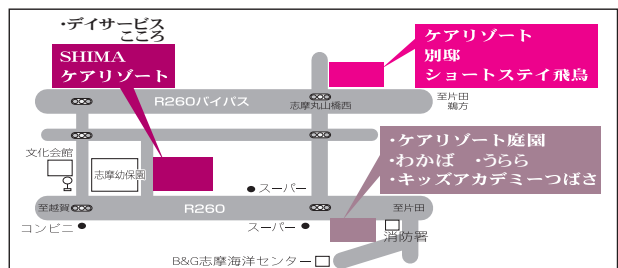 ・デイサービス
こころ
SHIMA
ケアリゾート
ケアリゾート
別邸
ショートステイ飛鳥
R260バイパス
志摩丸山橋西
至片田
鵜方
・ケアリゾート庭園
・わかば ・うらら
・キッズアカデミーつばさ
文化会館
志摩幼保園
●スーパー
至越賀
R260
至片田
コンビニ●
スーパー●
消防署
B&G志摩海洋センター